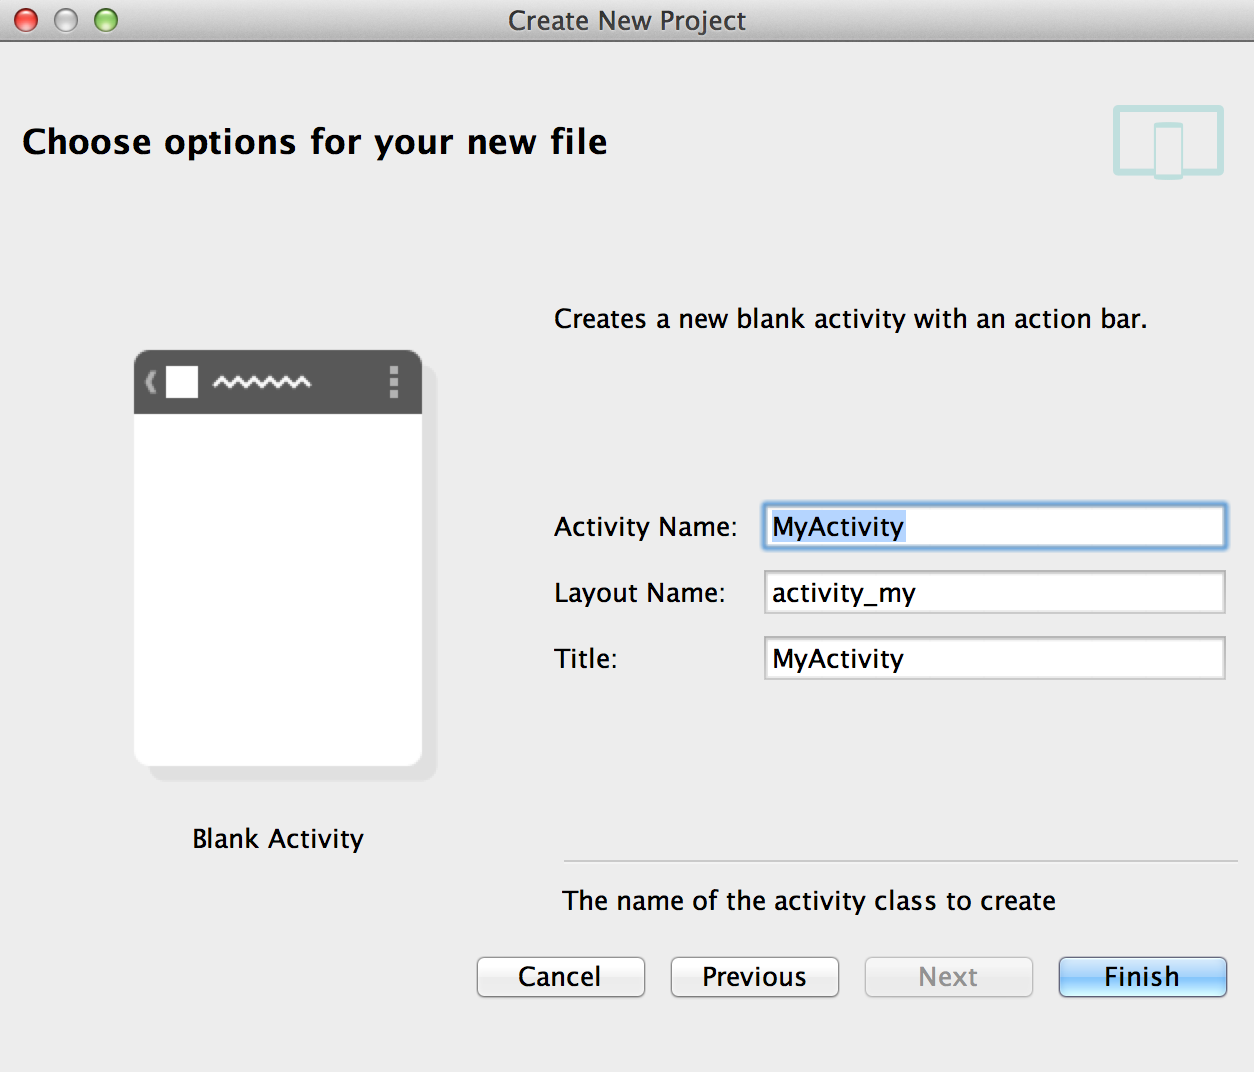 Create New Project
Choose options for your new file
Creates a new blank activity with an action bar.
Activity Name: MyActivity
Layout Name: activity_my
Title: MyActivity
Blank Activity
The name of the activity class to create
Cancel Previous Next Finish